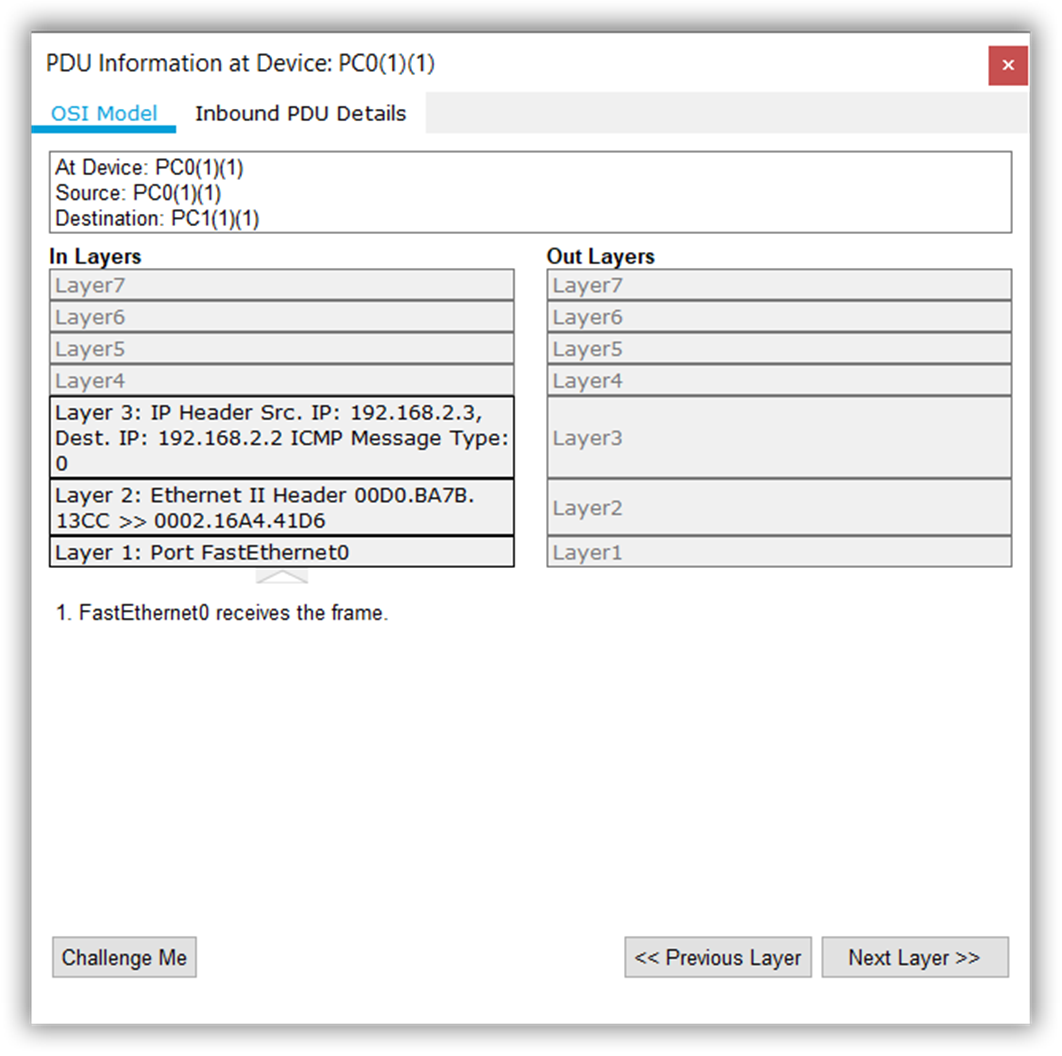 PDU Information at Device: PC0(1)(1)
×
OSI Model
Inbound PDU Details
At Device: PC0(1)(1)
Source: PC0(1)(1)
Destination: PC1(1)(1)
In Layers
Layer7
Layer6
Layer5
Layer4
Layer 3: IP Header Src. IP: 192.168.2.3,
Dest. IP: 192.168.2.2 ICMP Message Type:
0
Layer 2: Ethernet II Header 00D0.BA7B.
13CC >> 0002.16A4.41D6
Layer 1: Port FastEthernet0
Out Layers
Layer7
Layer6
Layer5
Layer4
Layer3
Layer2
Layer1
1. FastEthernet0 receives the frame.
Challenge Me
<< Previous Layer
Next Layer >>